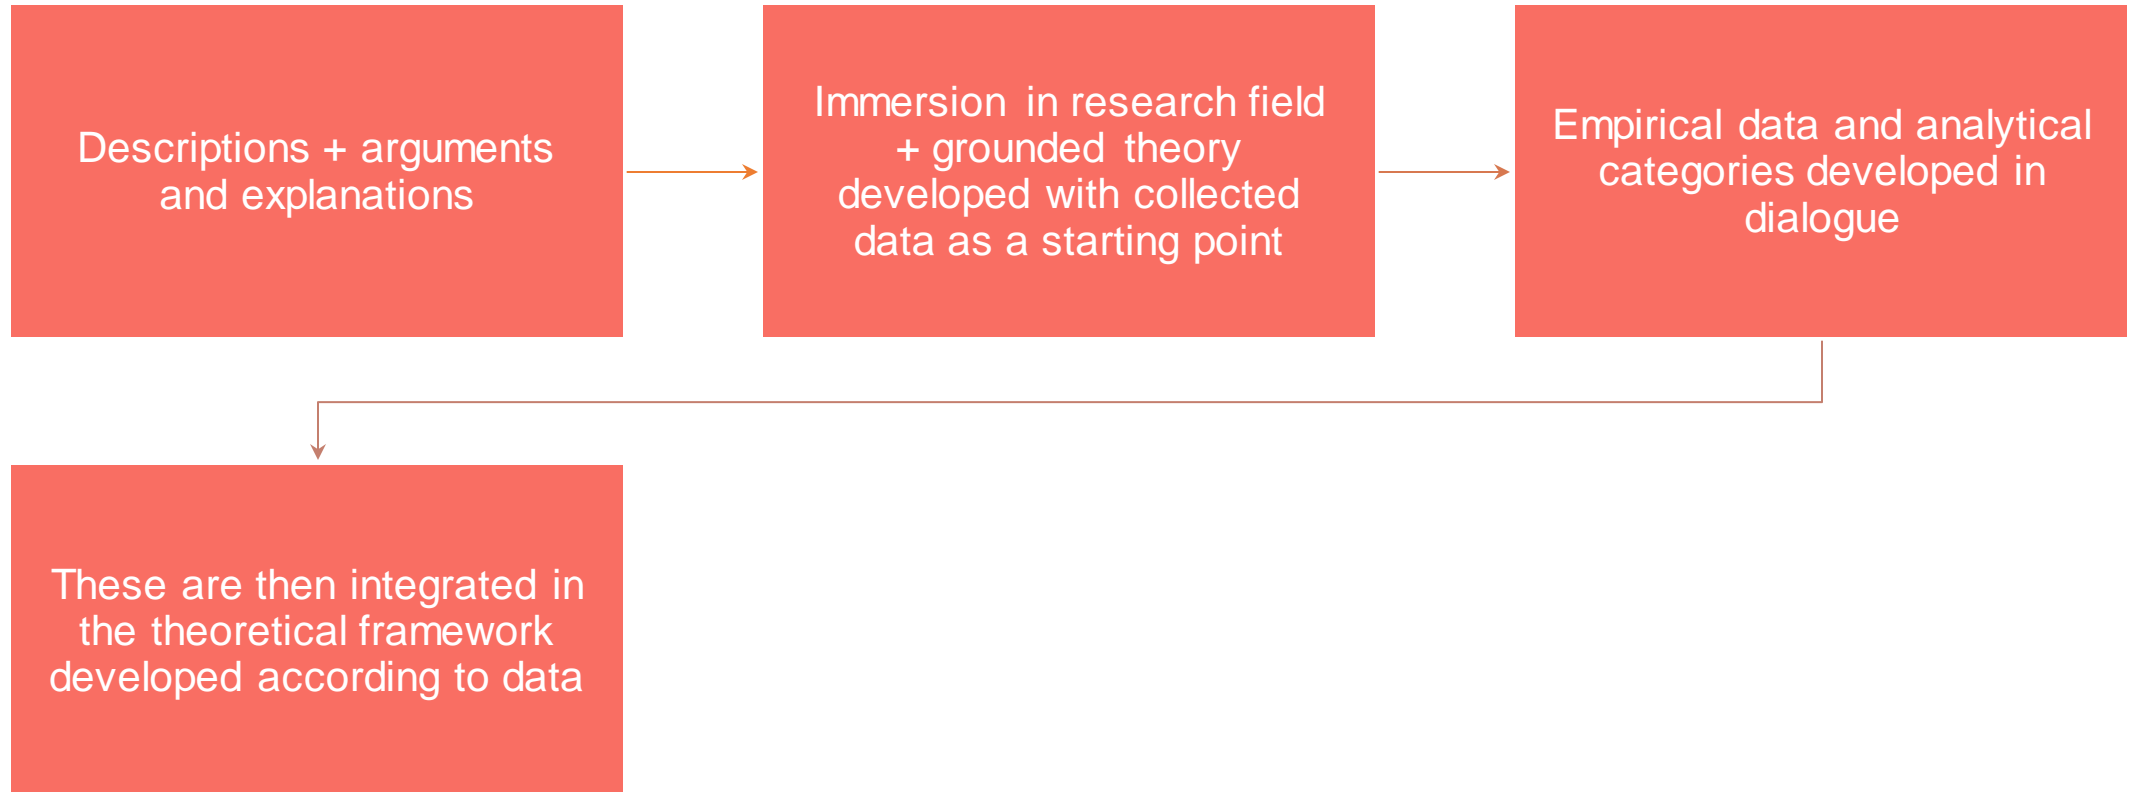 Descriptions + arguments
and explanations
Immersion in research field
+ grounded theory
developed with collected
data as a starting point
Empirical data and analytical
categories developed in
dialogue
These are then integrated in
the theoretical framework
developed according to data